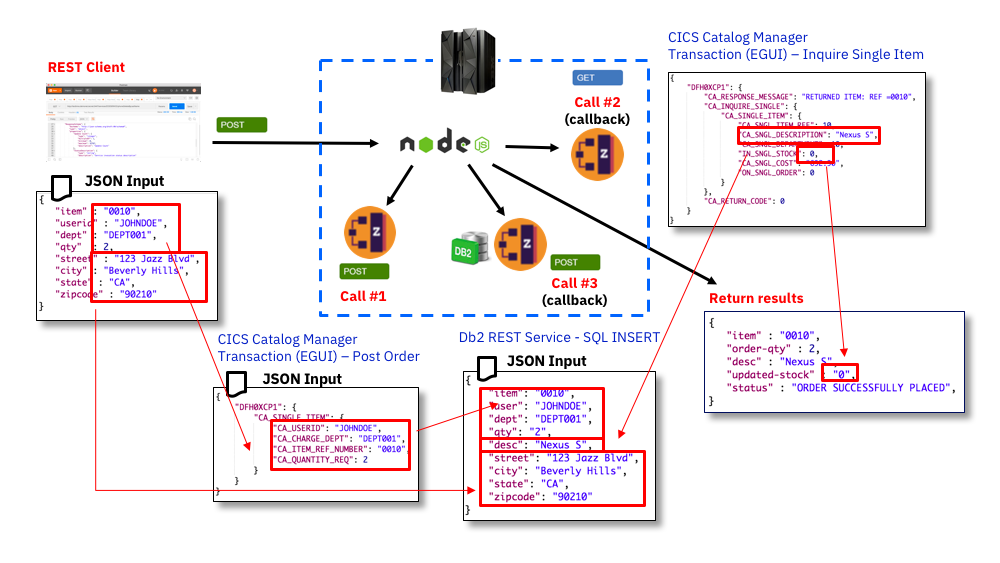 CICS Catalog Manager
Transaction (EGUI) – Inquire Single Item
REST Client
GET
Call #2
(callback)
POST
node
JS
Z
{
"DFH0XCP1": {
"CA_RESPONSE_MESSAGE": "RETURNED ITEM: REF =0010",
"CA_INQUIRE_SINGLE": {
"CA_SINGLE_ITEM": {
"CA_SNGL_ITEM_REF": 10,
"CA_SNGL_DESCRIPTION": "Nexus S",
"IN_SNGL_STOCK": 0,
"CA_SNGL_COST":
"ON_SNGL_ORDER": 0
}
},
"CA_RETURN_CODE": 0
}
}
JSON Input
{
"item" : "0010",
"userid" : "JOHNDOE",
"dept" : "DEPT001",
"qty" : 2,
"street" : "123 Jazz Blvd",
"city" : "Beverly Hills",
"state" : "CA",
"zipcode" : "90210"
}
Z
POST
Call #1
DB2
Z
POST
Call #3
(callback)
Return results
{
"item" : "0010",
"order-qty" : 2,
"desc" : "Nexus S"
"updated-stock" : "0",
"status" : "ORDER SUCCESSFULLY PLACED",
}
CICS Catalog Manager
Transaction (EGUI) – Post Order
JSON Input
{
"DFH0XCP1": {
"CA_SINGLE_ITEM": {
"CA_USERID": "JOHNDOE",
"CA_CHARGE_DEPT": "DEPT001",
"CA_ITEM_REF_NUMBER": "0010",
"CA_QUANTITY_REQ": 2
}
}
}
Db2 REST Service - SQL INSERT
JSON Input
{
"item": "0010",
"user": "JOHNDOE",
"dept": "DEPT001",
"qty": "2",
"desc": "Nexus S",
"street": "123 Jazz Blvd",
"city": "Beverly Hills",
"state": "CA",
"zipcode": "90210"
}